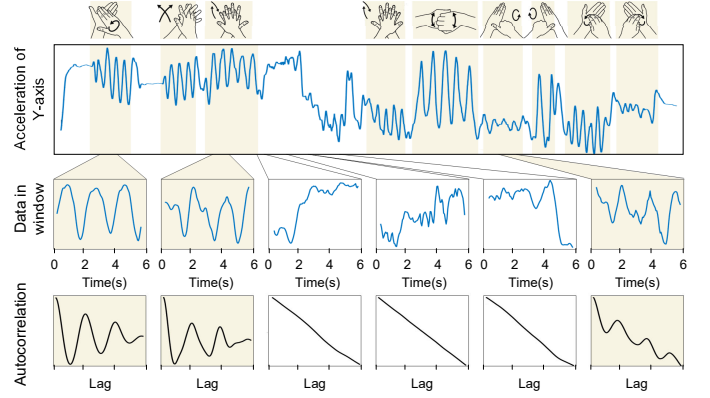 Acceleration of
Y-axis
Data in
window
0 2 4 6 0 2 4 6 0 2 4 6 0 2 4 6 0 2 4 6 0 2 4 6
Time(s) Time(s) Time(s) Time(s) Time(s) Time(s)
Autocorrelation
Lag Lag Lag Lag Lag Lag